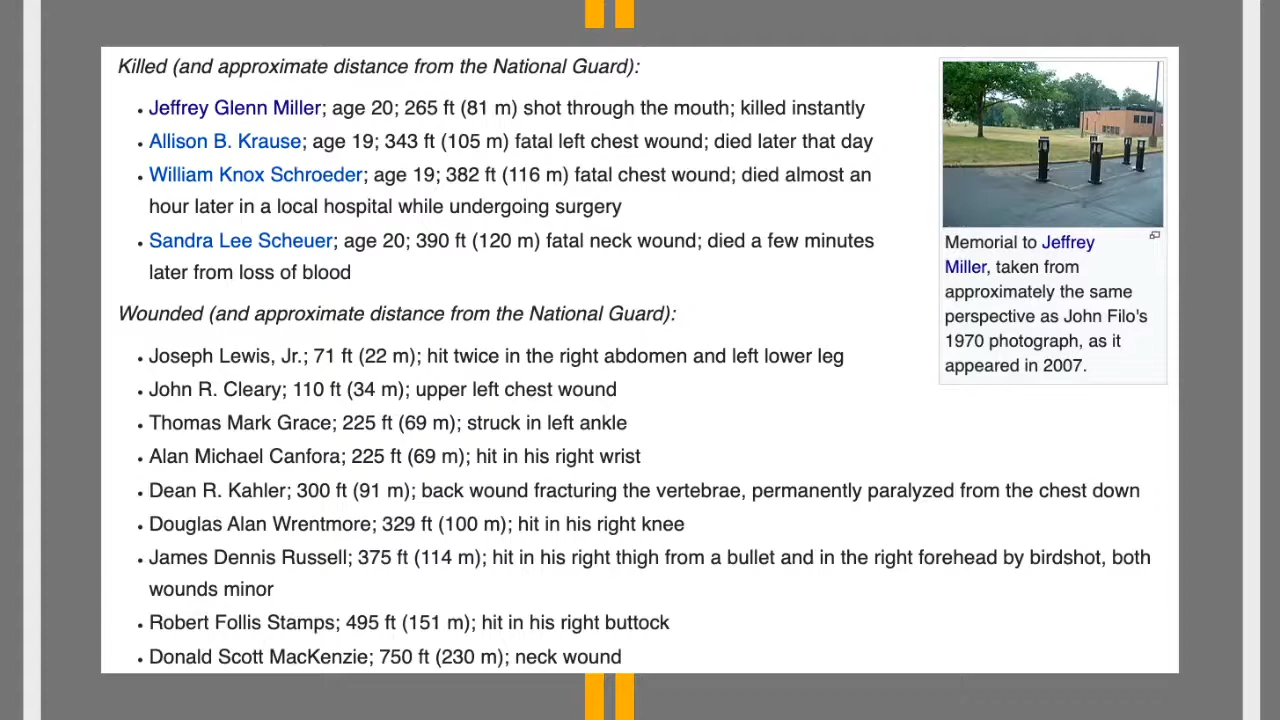 Killed (and approximate distance from the National Guard):
• Jeffrey Glenn Miller; age 20; 265 ft (81 m) shot through the mouth; killed instantly
• Allison B. Krause; age 19; 343 ft (105 m) fatal left chest wound; died later that day
• William Knox Schroeder; age 19; 382 ft (116 m) fatal chest wound; died almost an
hour later in a local hospital while undergoing surgery
• Sandra Lee Scheuer; age 20; 390 ft (120 m) fatal neck wound; died a few minutes
later from loss of blood
Wounded (and approximate distance from the National Guard):
• Joseph Lewis, Jr.; 71 ft (22 m); hit twice in the right abdomen and left lower leg
• John R. Cleary; 110 ft (34 m); upper left chest wound
• Thomas Mark Grace; 225 ft (69 m); struck in left ankle
• Alan Michael Canfora; 225 ft (69 m); hit in his right wrist
• Dean R. Kahler; 300 ft (91 m); back wound fracturing the vertebrae, permanently paralyzed from the chest down
• Douglas Alan Wrentmore; 329 ft (100 m); hit in his right knee
• James Dennis Russell; 375 ft (114 m); hit in his right thigh from a bullet and in the right forehead by birdshot, both
wounds minor
• Robert Follis Stamps; 495 ft (151 m); hit in his right buttock
• Donald Scott MacKenzie; 750 ft (230 m); neck wound
Memorial to Jeffrey
Miller, taken from
approximately the same
perspective as John Filo's
1970 photograph, as it
appeared in 2007.